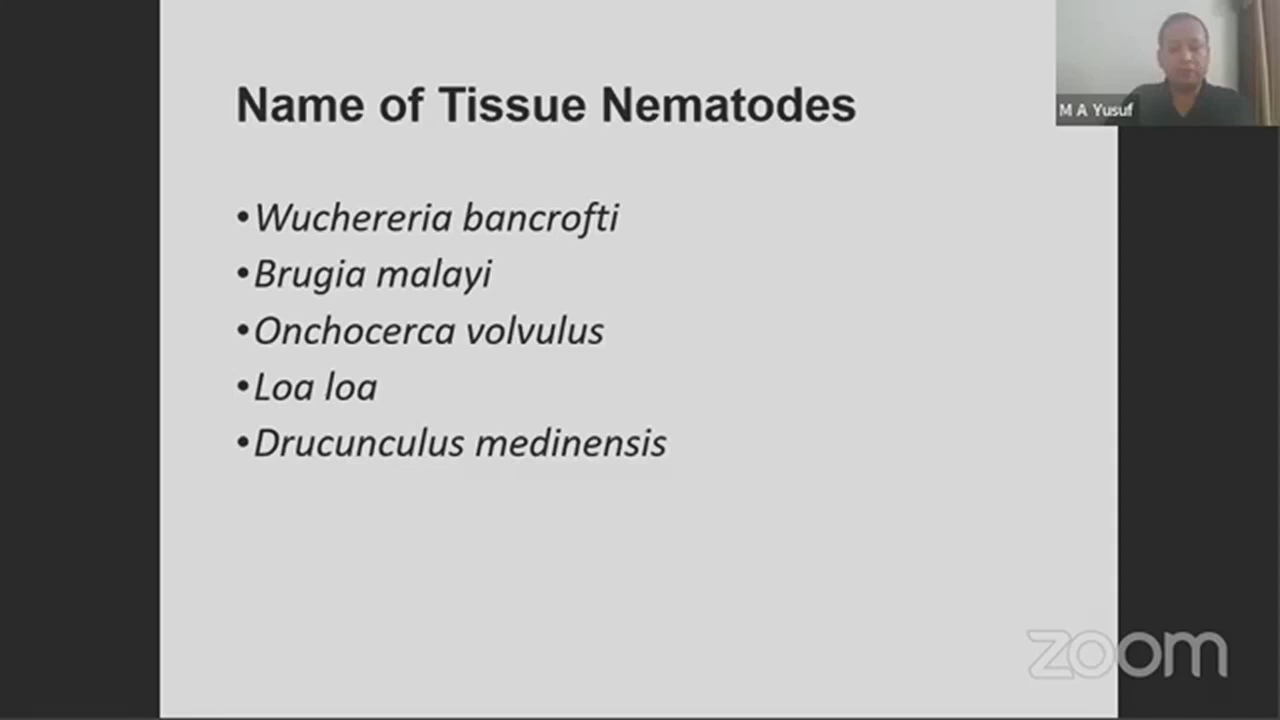 Name of Tissue Nematodes
M A Yusuf
•Wuchereria bancrofti
•Brugia malayi
•Onchocerca volvulus
•Loa loa
•Drucunculus medinensis
zoom